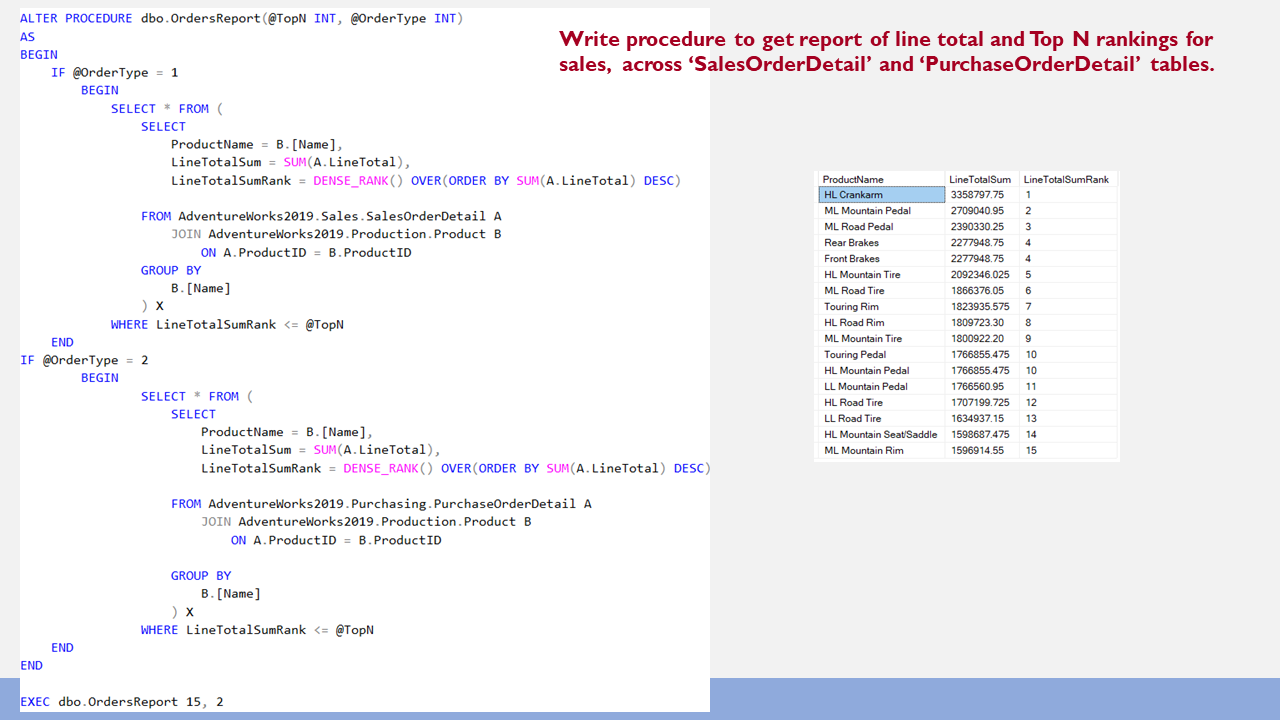 ALTER PROCEDURE dbo.OrdersReport(@TopN INT, @OrderType INT)
AS
BEGIN
IF @OrderType = 1
BEGIN
SELECT * FROM (
SELECT
ProductName = B.[Name],
LineTotalSum = SUM(A.LineTotal),
LineTotalSumRank = DENSE_RANK() OVER(ORDER BY SUM(A.LineTotal) DESC)
FROM AdventureWorks2019.Sales.SalesOrderDetail A
JOIN AdventureWorks2019.Production.Product B
ON A.ProductID = B.ProductID
GROUP BY
B.[Name]
) X
WHERE LineTotalSumRank <= @TopN
END
IF @OrderType = 2
BEGIN
SELECT * FROM (
SELECT
ProductName = B.[Name],
LineTotalSum = SUM(A.LineTotal),
LineTotalSumRank = DENSE_RANK() OVER(ORDER BY SUM(A.LineTotal) DESC)
FROM AdventureWorks2019.Purchasing.PurchaseOrderDetail A
JOIN AdventureWorks2019.Production.Product B
ON A.ProductID = B.ProductID
GROUP BY
B.[Name]
) X
WHERE LineTotalSumRank <= @TopN
END
END
EXEC dbo.OrdersReport 15, 2
Write procedure to get report of line total and Top N rankings for
sales, across ‘SalesOrderDetail’ and ‘PurchaseOrderDetail’ tables.
ProductName LineTotalSum LineTotalSumRank
HL Crankarm 3358797.75 1
ML Mountain Pedal 2709040.95 2
ML Road Pedal 2390330.25 3
Rear Brakes 2277948.75 4
Front Brakes 2277948.75 4
HL Mountain Tire 2092346.025 5
ML Road Tire 1866376.05 6
Touring Rim 1823935.575 7
HL Road Rim 1809723.30 8
ML Mountain Tire 1800922.20 9
Touring Pedal 1766855.475 10
HL Mountain Pedal 1766855.475 10
LL Mountain Pedal 1766560.95 11
HL Road Tire 1707199.725 12
LL Road Tire 1634937.15 13
HL Mountain Seat/Saddle 1598687.475 14
ML Mountain Rim 1596914.55 15